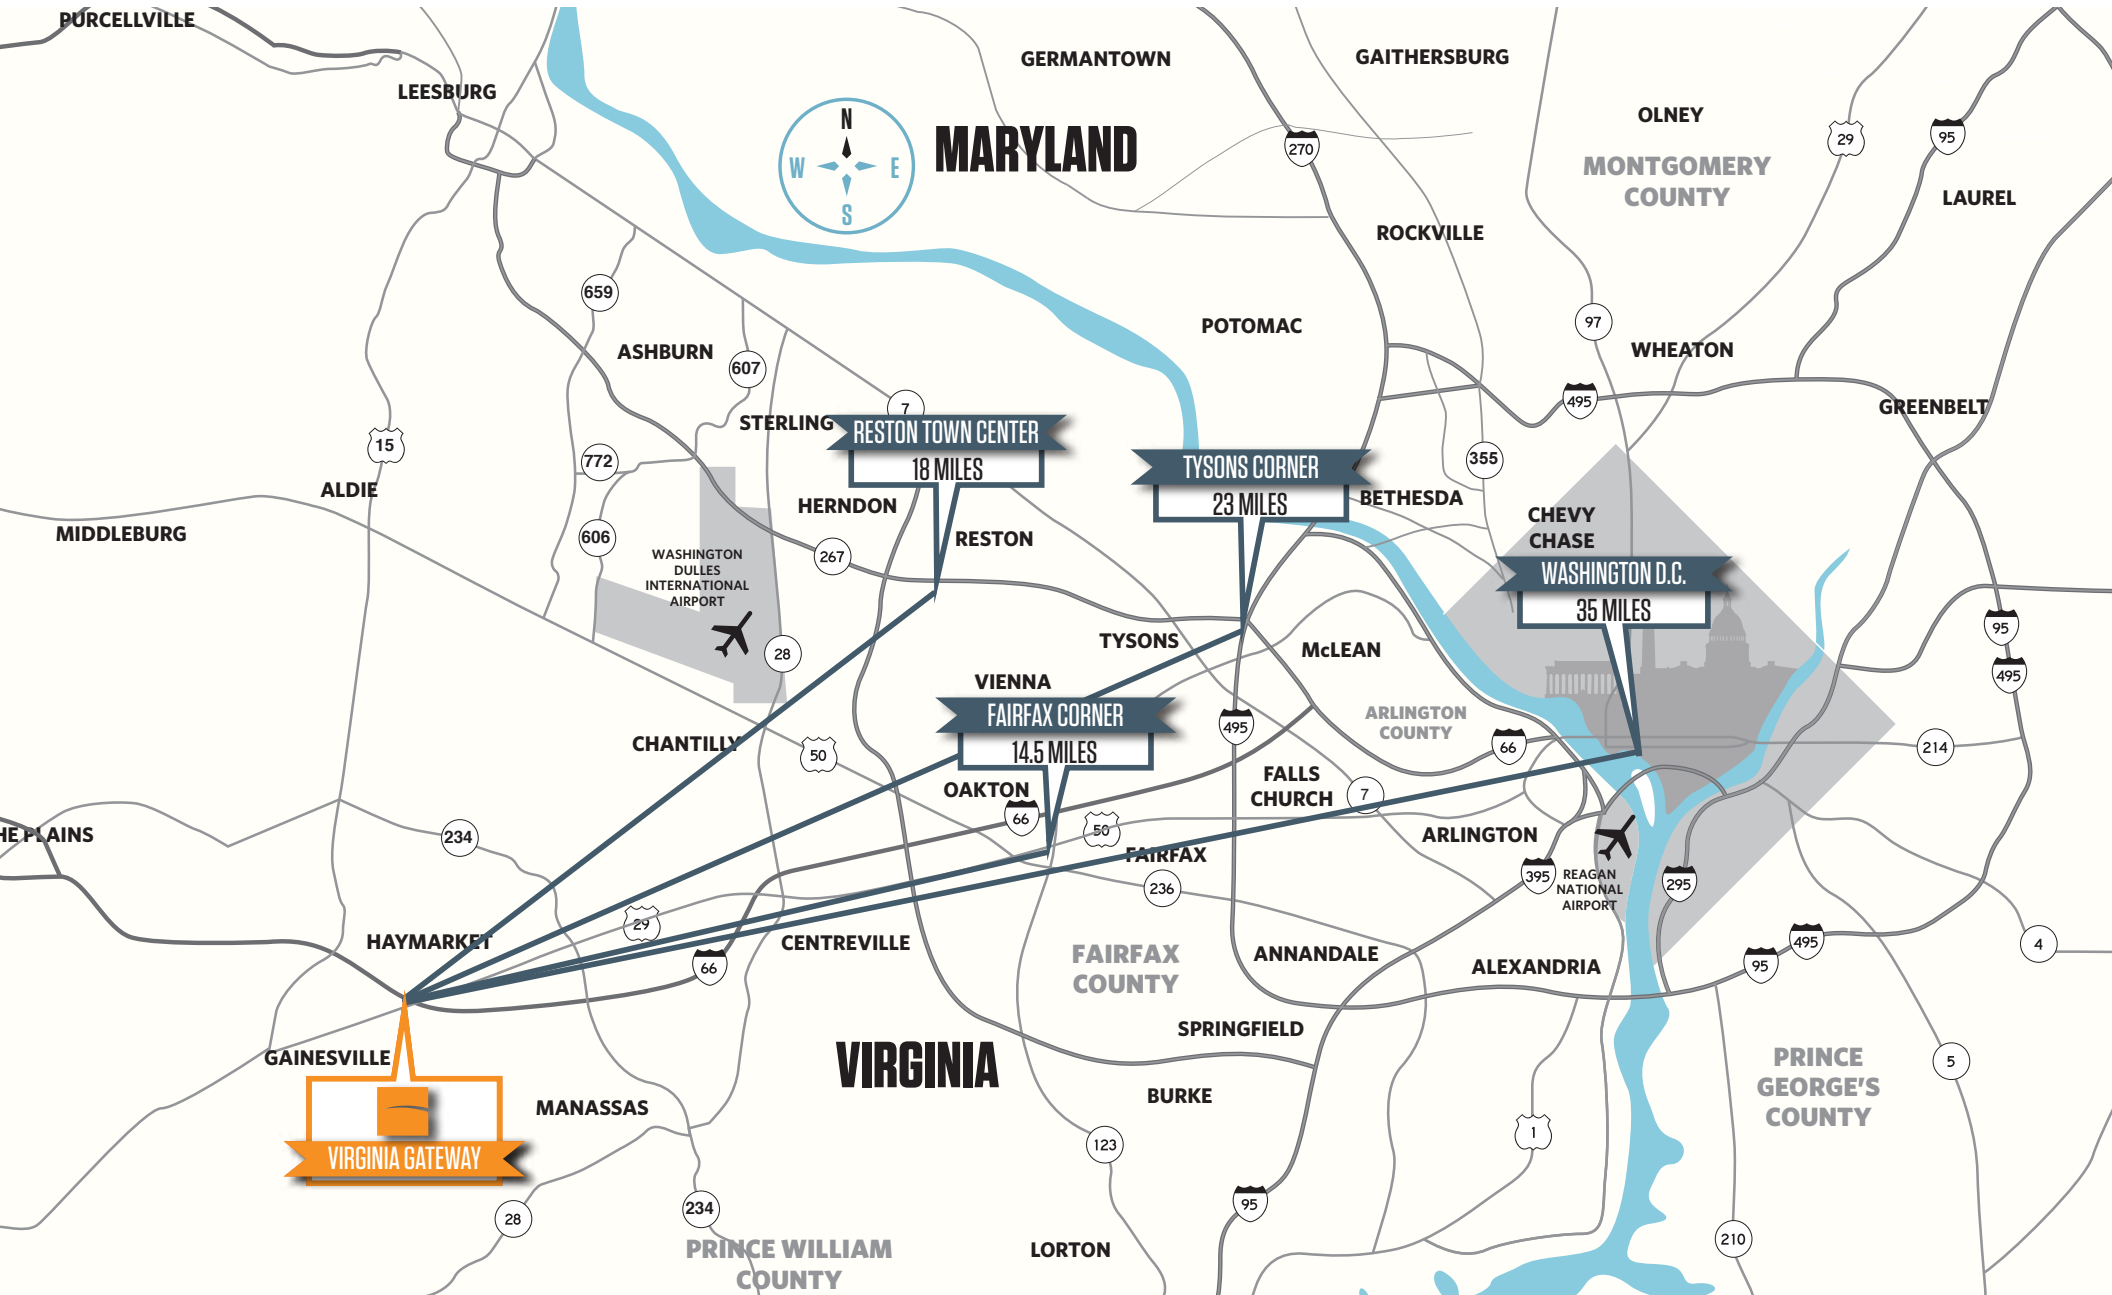 PURCELLVILLE
LEESBURG
GERMANTOWN
GAITHERSBURG
OLNEY
29
95
N
W
E
S
MARYLAND
270
MONTGOMERY
COUNTY
LAUREL
ROCKVILLE
659
POTOMAC
97
WHEATON
ASHBURN
607
7
495
GREENBELT
STERLING
RESTON TOWN CENTER
18 MILES
15
772
TYSONS CORNER
23 MILES
355
BETHESDA
ALDIE
HERNDON
CHEVY
CHASE
MIDDLEBURG
606
RESTON
267
WASHINGTON
DULLES
INTERNATIONAL
AIRPORT
WASHINGTON D.C.
35 MILES
95
28
TYSONS
McLEAN
495
VIENNA
FAIRFAX CORNER
14.5 MILES
495
ARLINGTON
COUNTY
66
214
CHANTILLY
50
OAKTON
66
FALLS
CHURCH
7
50
HE PLAINS
234
FAIRFAX
236
ARLINGTON
395
REAGAN
NATIONAL
AIRPORT
295
29
HAYMARKET
CENTREVILLE
66
FAIRFAX
COUNTY
ANNANDALE
ALEXANDRIA
95
495
4
SPRINGFIELD
GAINESVILLE
VIRGINIA
PRINCE
GEORGE'S
COUNTY
5
BURKE
MANASSAS
123
1
VIRGINIA GATEWAY
28
234
95
210
PRINCE WILLIAM
COUNTY
LORTON